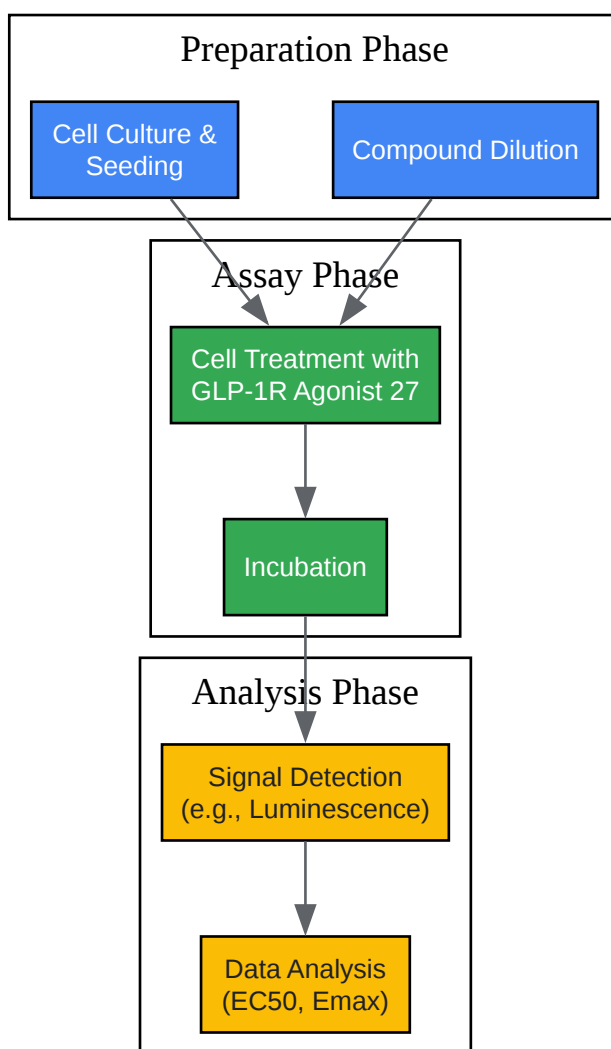 Preparation Phase
Cell Culture &
Seeding
Compound Dilution
Assay Phase
Cell Treatment with
GLP-1R Agonist 27
Incubation
Analysis Phase
Signal Detection
(e.g., Luminescence)
Data Analysis
(EC50, Emax)